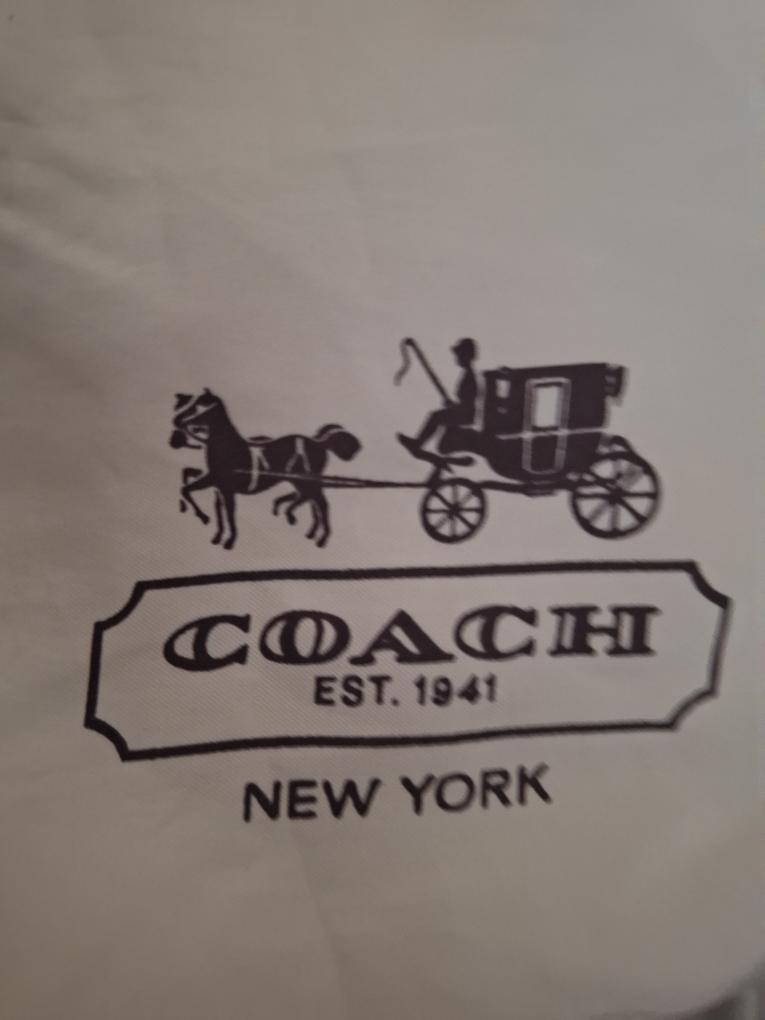 COACH
EST. 1941
NEW YORK